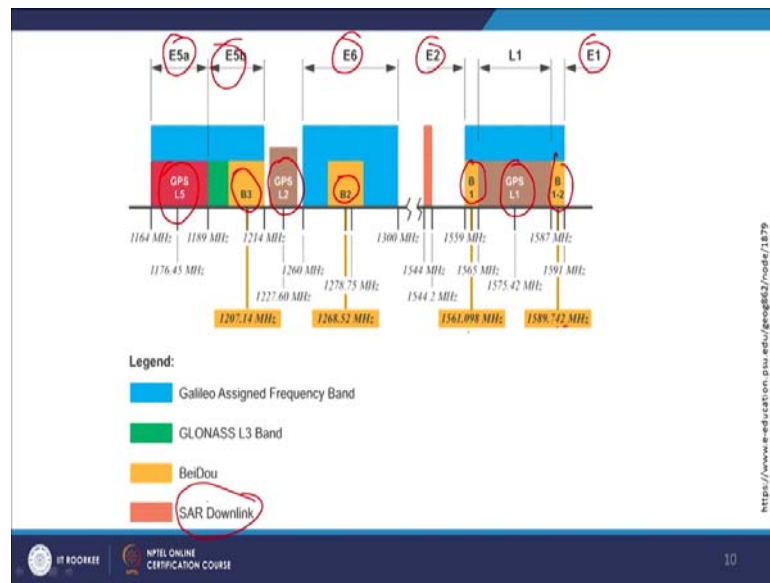 E5a E5b E6 E2 L1 E1
GPS L5 B3 GPS L2 B2 B 1 GPS L1 B 1-2
1164 MHz 1189 MHz 1214 MHz 1260 MHz 1300 MHz 1544 MHz 1559 MHz 1565 MHz 1587 MHz 1591 MHz
1176.45 MHz 1227.60 MHz 1278.75 MHz 1544.2 MHz 1575.42 MHz
1207.14 MHz 1268.52 MHz 1561.098 MHz 1589.742 MHz
Legend:
Galileo Assigned Frequency Band
GLONASS L3 Band
BeiDou
SAR Downlink
https://www.e-education.psu.edu/geog862/node/1879
IIT ROORKEE
NPTEL ONLINE
CERTIFICATION COURSE
10